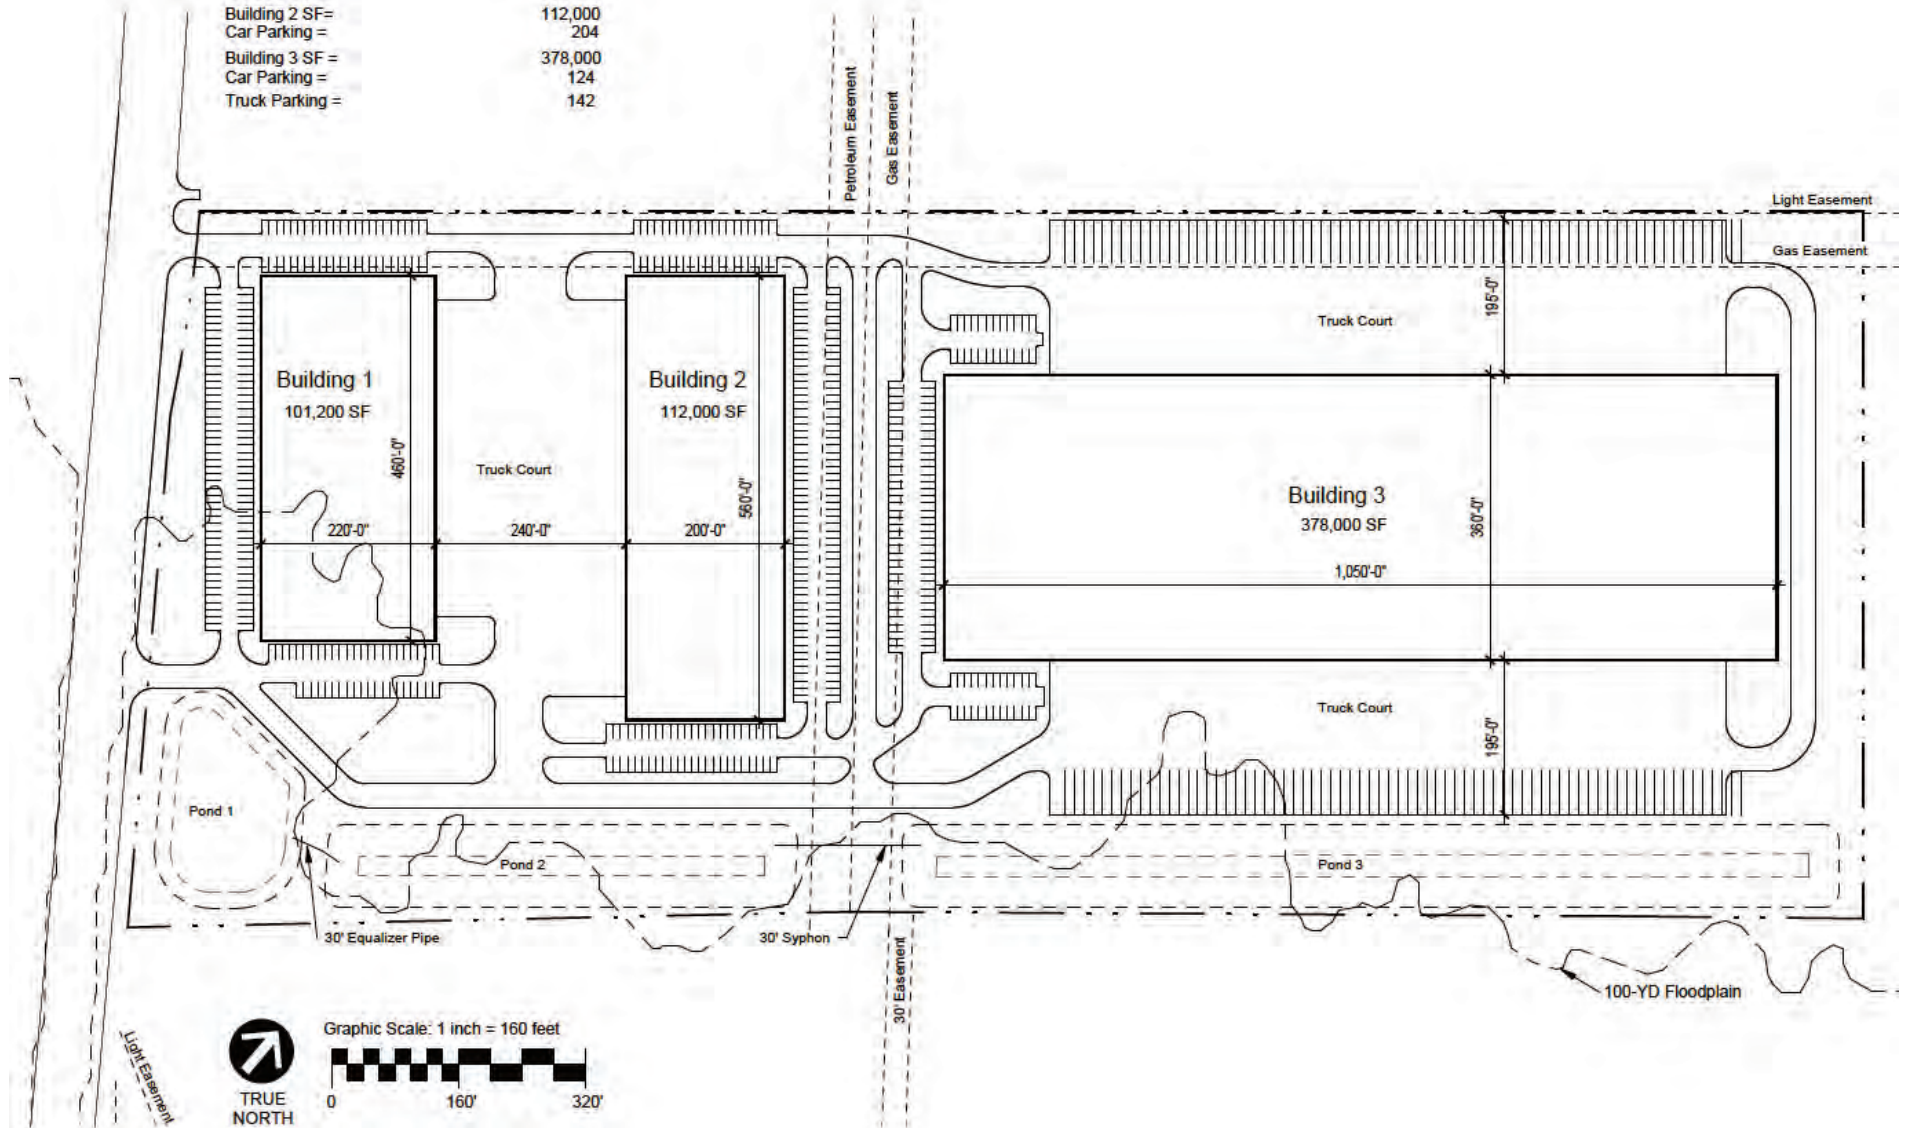 Building 2 SF= 112,000
Car Parking = 204
Building 3 SF = 378,000
Car Parking = 124
Truck Parking = 142
Petroleum Easement
Gas Easement
Light Easement
Gas Easement
Building 1
101,200 SF
460'-0"
220'-0"
Truck Court
240'-0"
Building 2
112,000 SF
560'-0"
200'-0"
Truck Court
195'-0"
Building 3
378,000 SF
360'-0"
1,050'-0"
Truck Court
195'-0"
Pond 1
Pond 2
Pond 3
30' Equalizer Pipe
30' Syphon
30' Easement
100-YD Floodplain
Light Easement
TRUE
NORTH
Graphic Scale: 1 inch = 160 feet
0 160' 320'